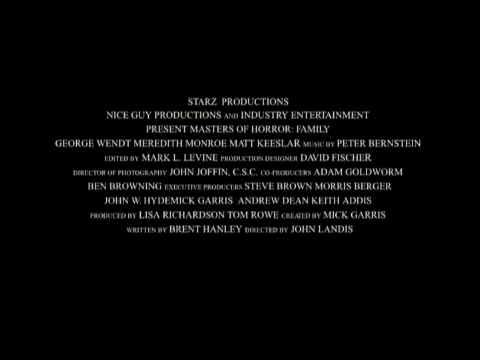 STARZ PRODUCTIONS
NICE GUY PRODUCTIONS AND INDUSTRY ENTERTAINMENT
PRESENT MASTERS OF HORROR: FAMILY
GEORGE WENDT MEREDITH MONROE MATT KEESLAR MUSIC BY PETER BERNSTEIN
EDITED BY MARK L. LEVINE PRODUCTION DESIGNER DAVID FISCHER
DIRECTOR OF PHOTOGRAPHY JOHN JOFFIN, C.S.C. CO-PRODUCERS ADAM GOLDWORM
BEN BROWNING EXECUTIVE PRODUCERS STEVE BROWN MORRIS BERGER
JOHN W. HYDEMICK GARRIS ANDREW DEAN KEITH ADDIS
PRODUCED BY LISA RICHARDSON TOM ROWE CREATED BY MICK GARRIS
WRITTEN BY BRENT HANLEY DIRECTED BY JOHN LANDIS